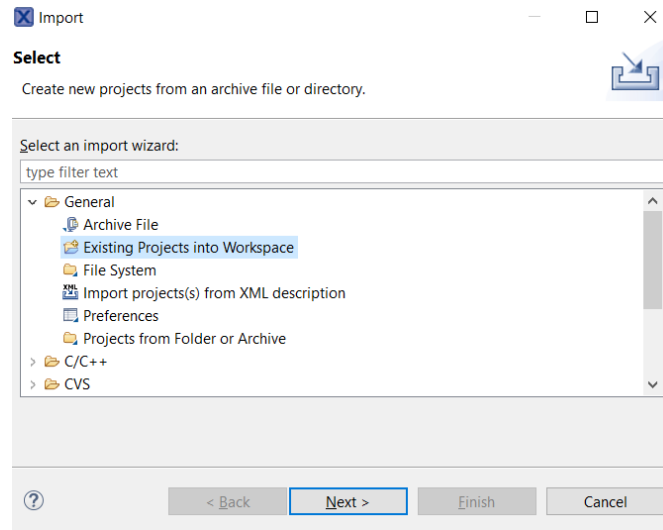 Import
Select
Create new projects from an archive file or directory.
Select an import wizard:
type filter text
General
Archive File
Existing Projects into Workspace
File System
Import projects(s) from XML description
Preferences
Projects from Folder or Archive
C/C++
CVS
< Back Next > Finish Cancel